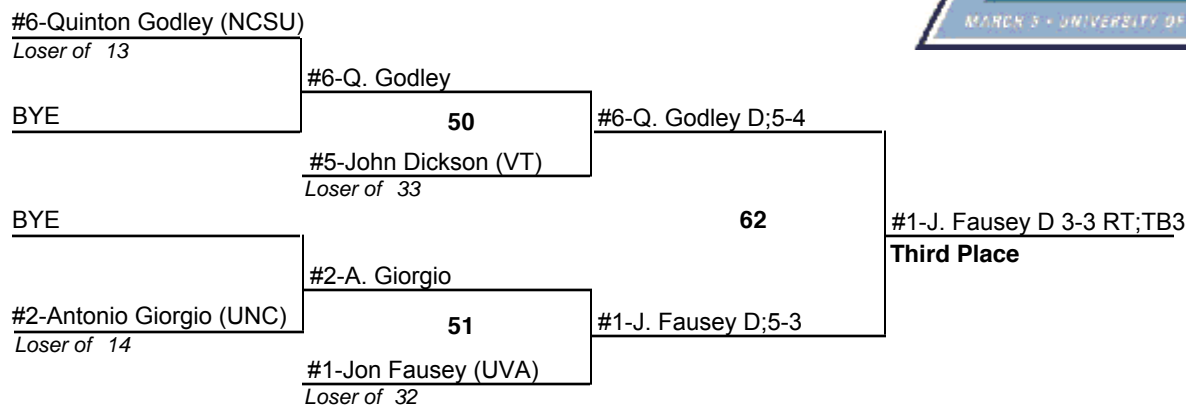 #6-Quinton Godley (NCSU)
Loser of 13
MARCH 5 • UNIVERSITY OF
#6-Q. Godley
BYE
50
#6-Q. Godley D;5-4
#5-John Dickson (VT)
Loser of 33
BYE
62
#1-J. Fausey D 3-3 RT;TB3
Third Place
#2-A. Giorgio
#2-Antonio Giorgio (UNC)
51
#1-J. Fausey D;5-3
Loser of 14
#1-Jon Fausey (UVA)
Loser of 32